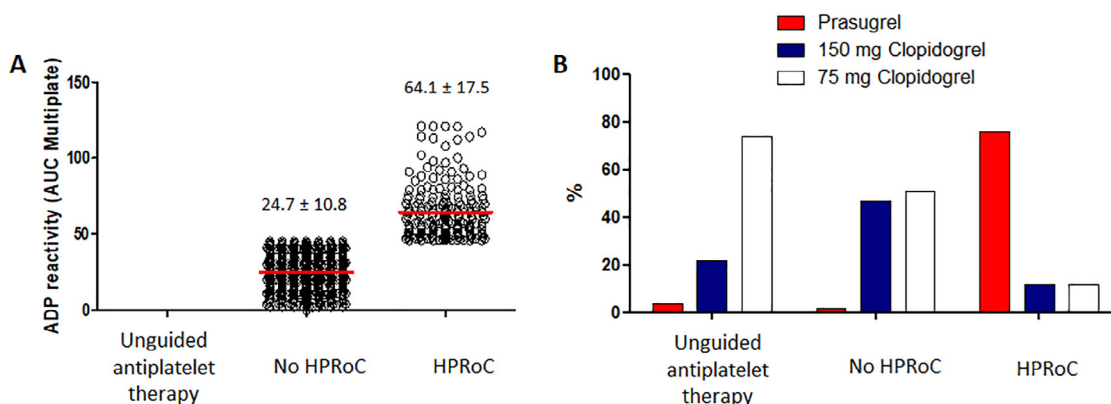 A
ADP reactivity (AUC Multiplate)
150
100
50
0
24.7 ± 10.8
64.1 ± 17.5
Unguided
antiplatelet
therapy
No HPRoC
HPRoC
B
Prasugrel
150 mg Clopidogrel
75 mg Clopidogrel
%
100
80
60
40
20
0
Unguided
antiplatelet
therapy
No HPRoC
HPRoC